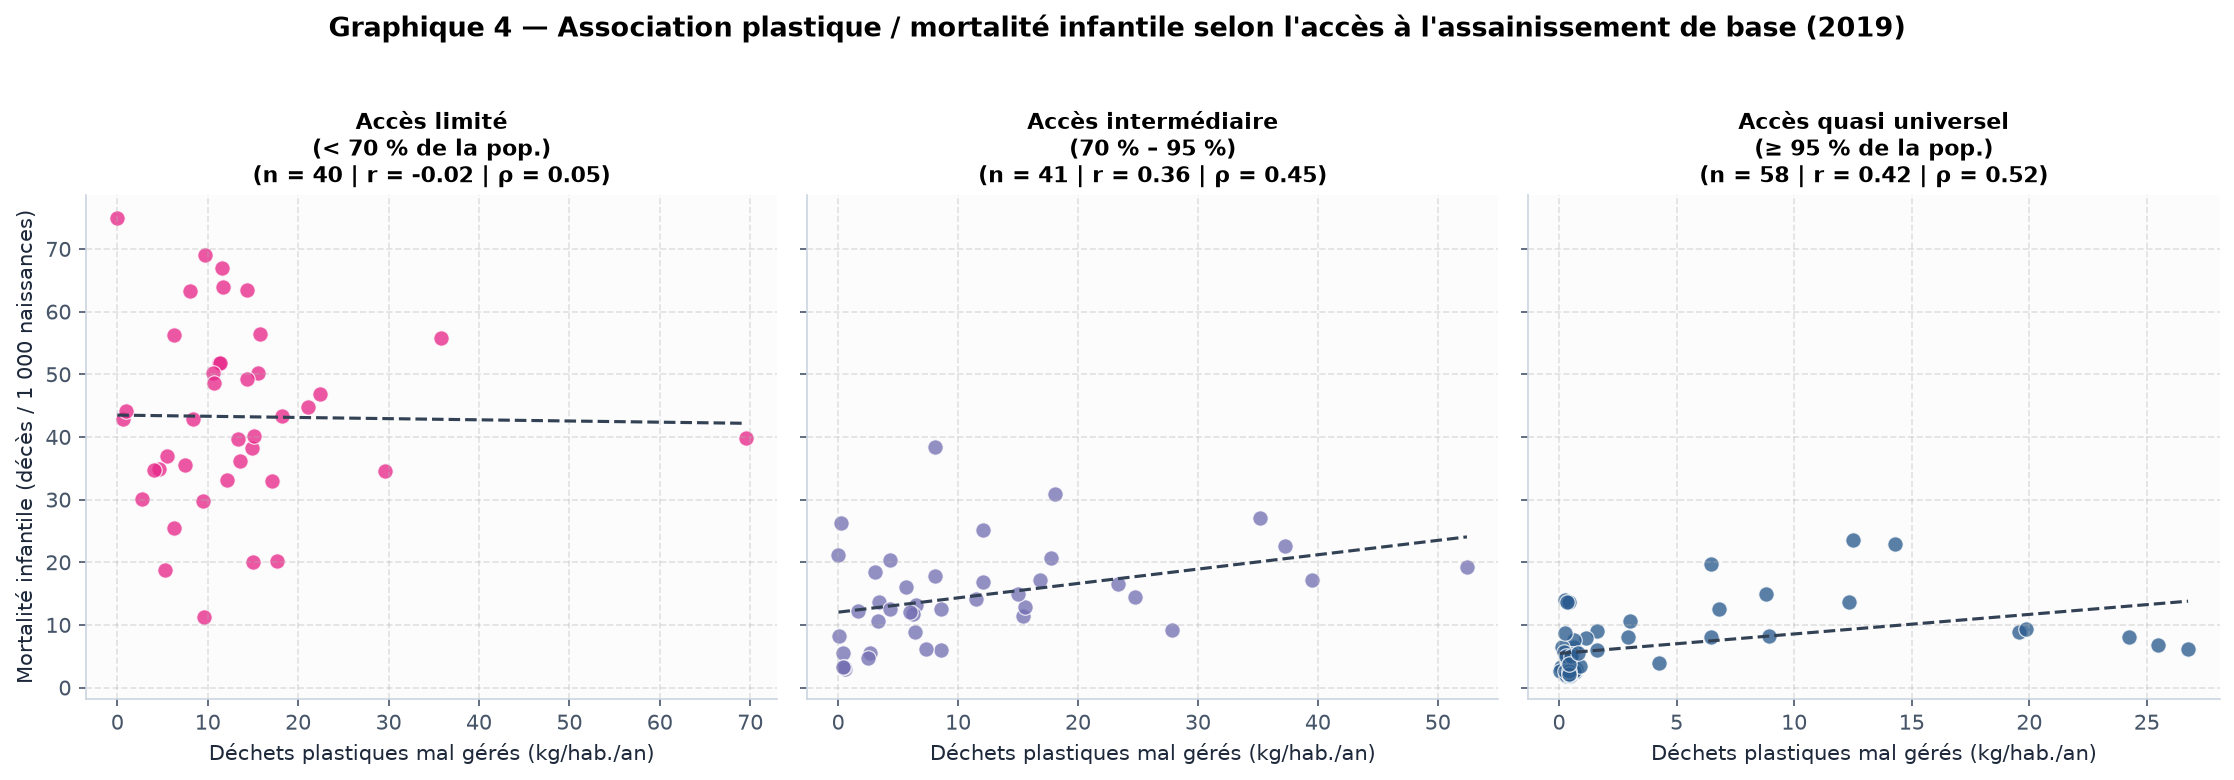 Graphique 4 — Association plastique / mortalité infantile selon l'accès à l'assainissement de base (2019)
Accès limité
(< 70 % de la pop.)
(n = 40 | r = -0.02 | ρ = 0.05)
Accès intermédiaire
(70 % – 95 %)
(n = 41 | r = 0.36 | ρ = 0.45)
Accès quasi universel
(≥ 95 % de la pop.)
(n = 58 | r = 0.42 | ρ = 0.52)
Mortalité infantile (décès / 1 000 naissances)
70
60
50
40
30
20
10
0
0 10 20 30 40 50 60 70
Déchets plastiques mal gérés (kg/hab./an)
0 10 20 30 40 50
Déchets plastiques mal gérés (kg/hab./an)
0 5 10 15 20 25
Déchets plastiques mal gérés (kg/hab./an)